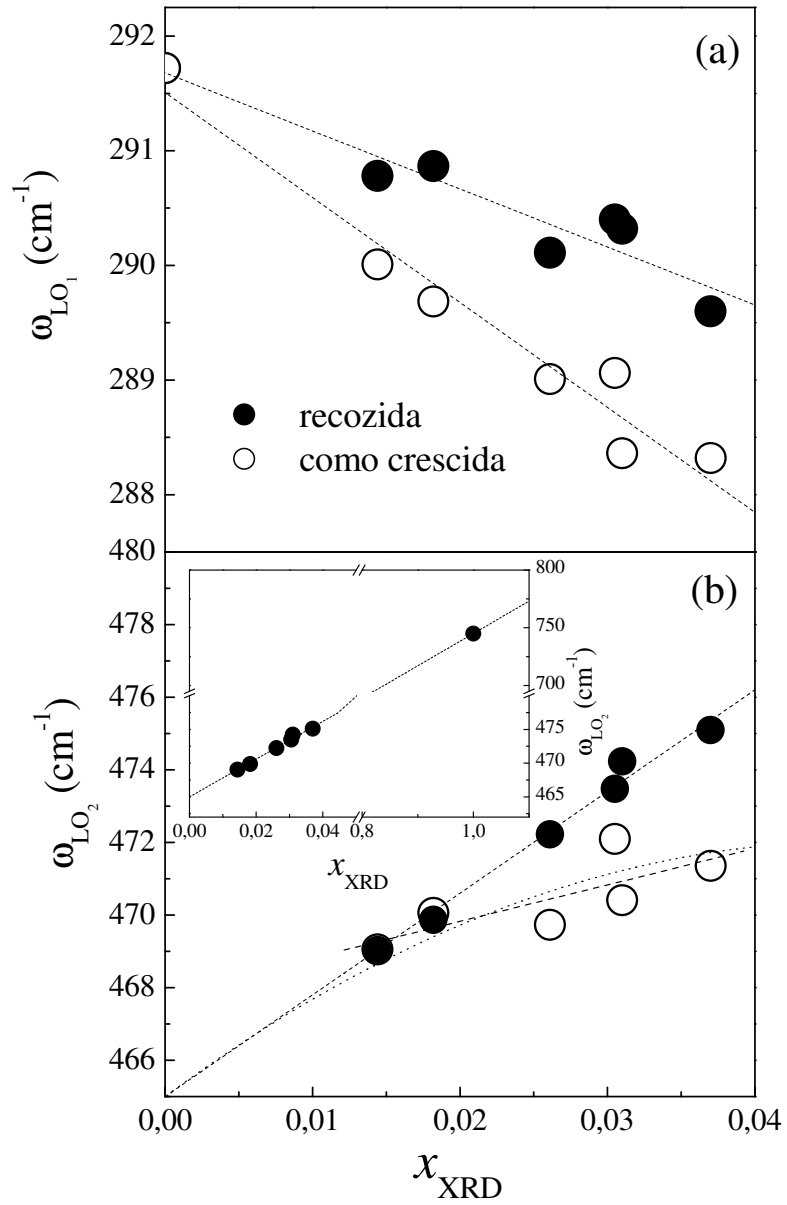 292
(a)
291
290
289
288
ω_LO₁ (cm⁻¹)
recozida
como crescida
480
(b)
478
476
474
472
470
468
466
ω_LO₂ (cm⁻¹)
800
750
700
475
470
465
ω_LO₂ (cm⁻¹)
0,00 0,02 0,04 0,8 1,0
x_XRD
0,00 0,01 0,02 0,03 0,04
x_XRD